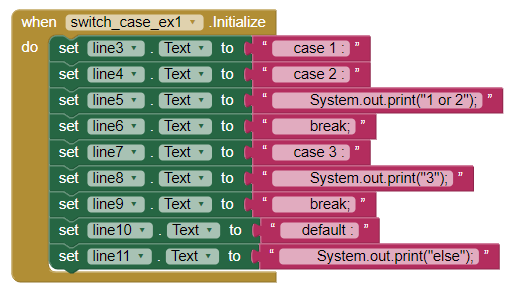 when switch_case_ex1 .Initialize
do set line3 . Text to “ case 1 : ”
set line4 . Text to “ case 2 : ”
set line5 . Text to “ System.out.print("1 or 2"); ”
set line6 . Text to “ break; ”
set line7 . Text to “ case 3 : ”
set line8 . Text to “ System.out.print("3"); ”
set line9 . Text to “ break; ”
set line10 . Text to “ default : ”
set line11 . Text to “ System.out.print("else"); ”